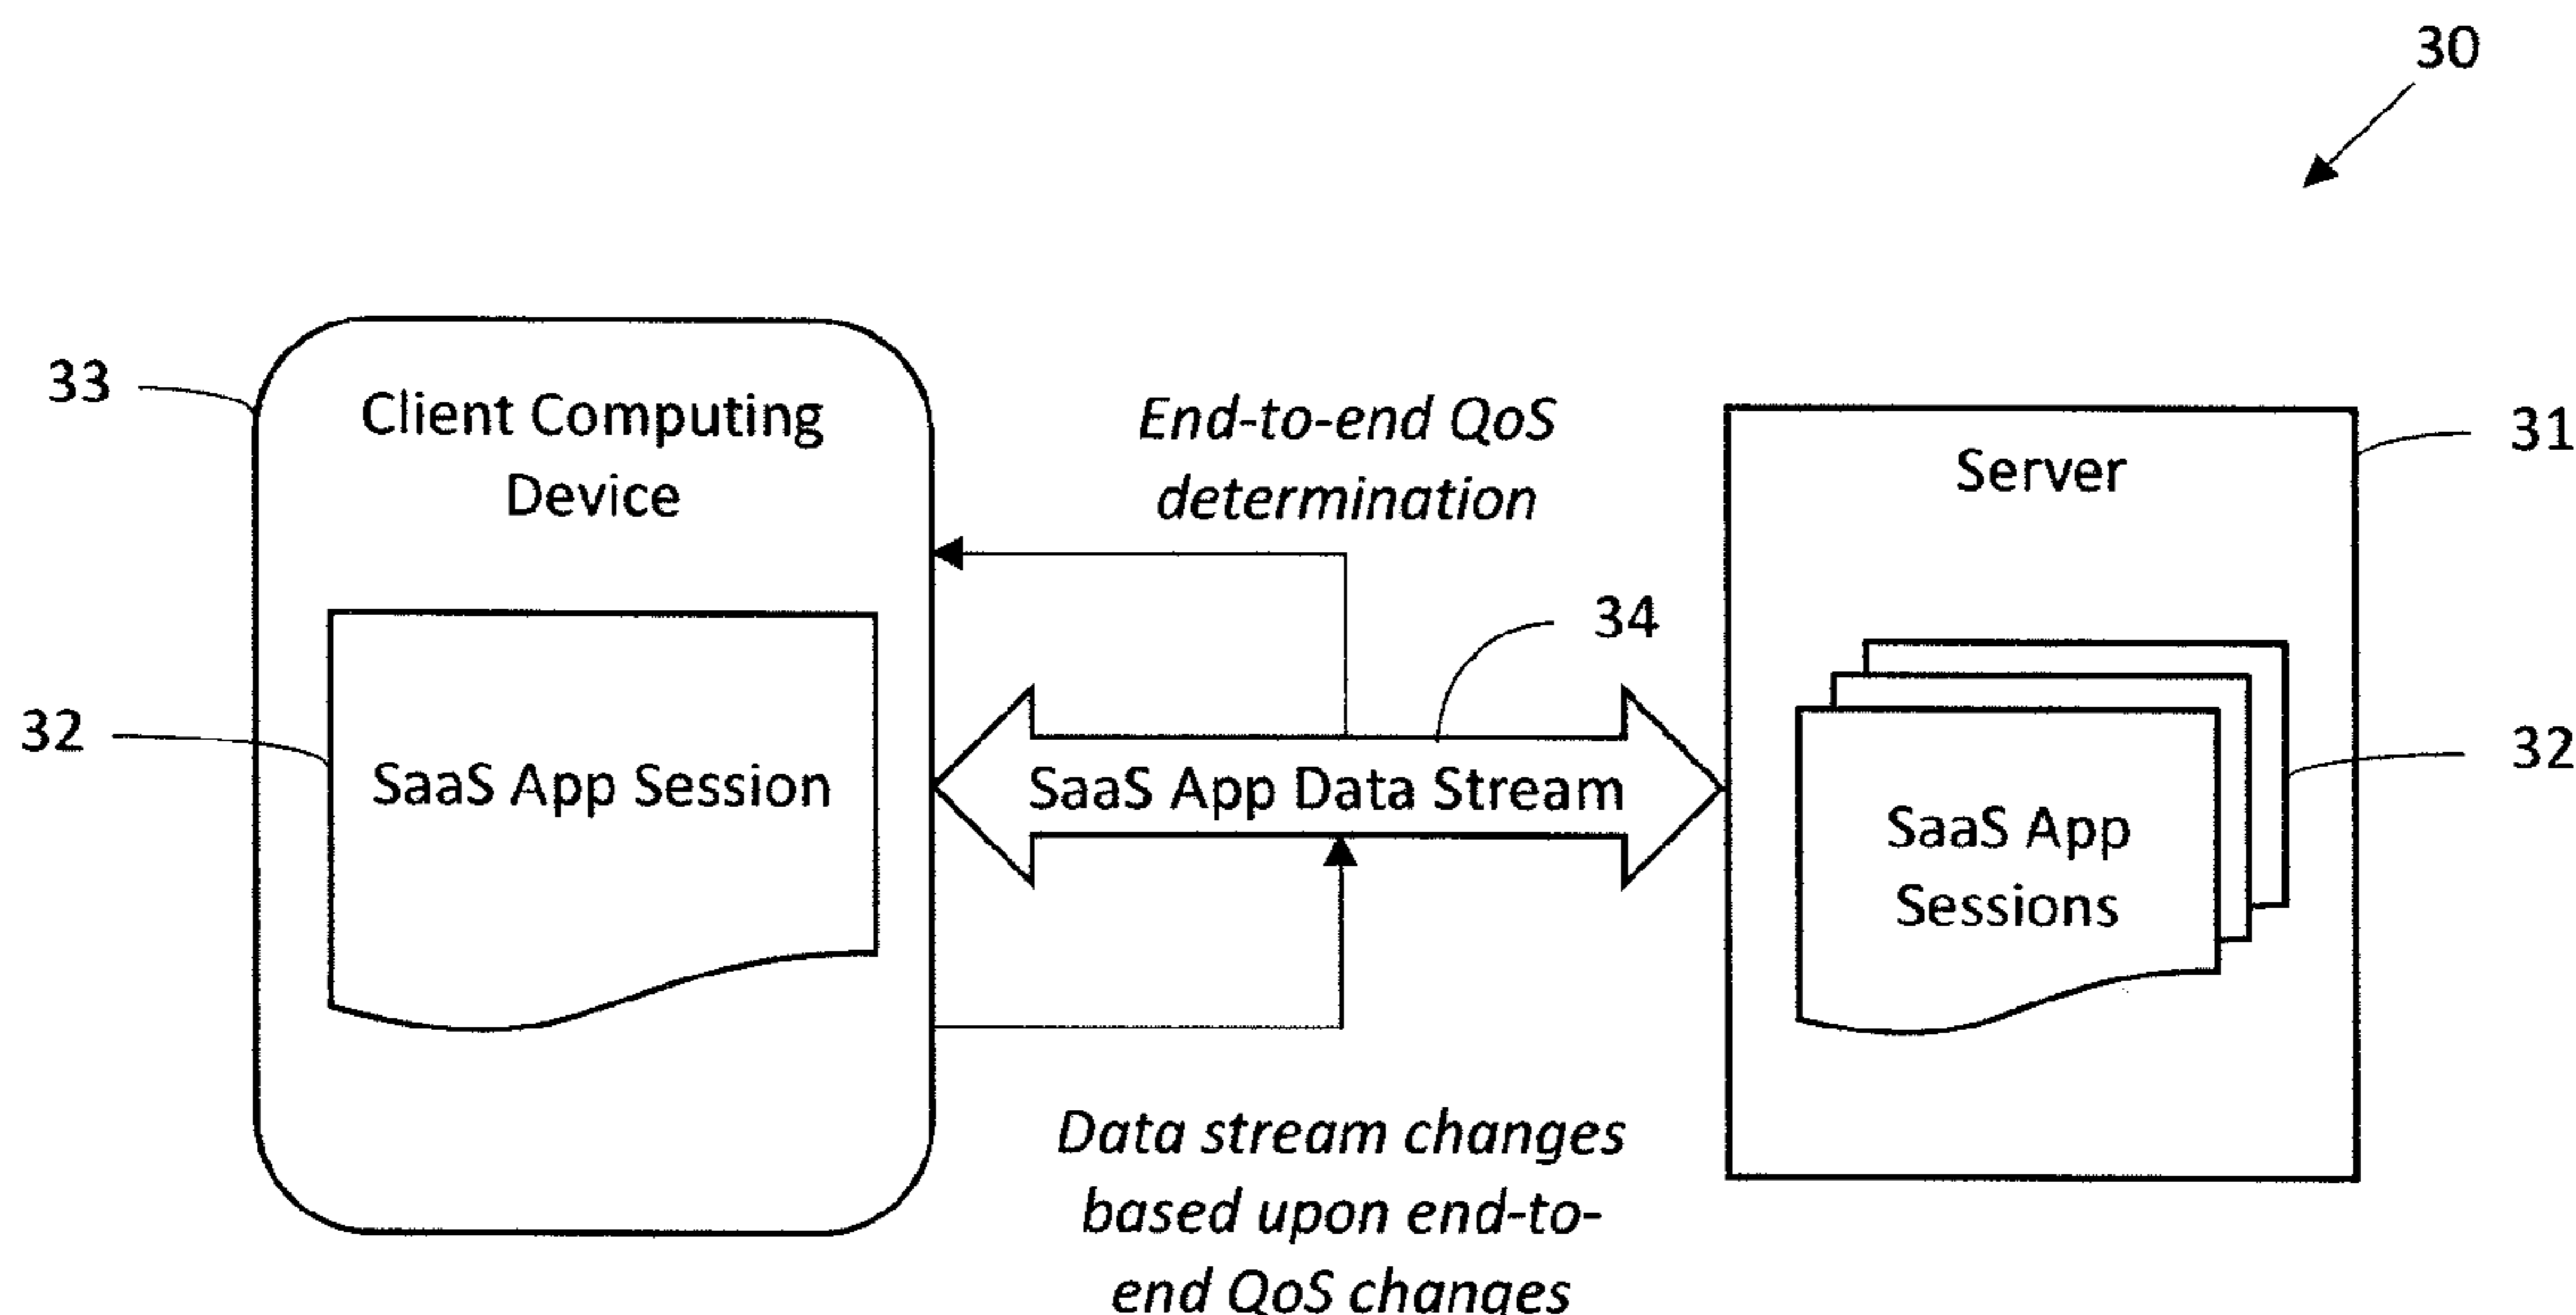 30
33
Client Computing
Device
End-to-end QoS
determination
Server
31
34
32
SaaS App Session
SaaS App Data Stream
32
SaaS App
Sessions
Data stream changes
based upon end-to-
end QoS changes